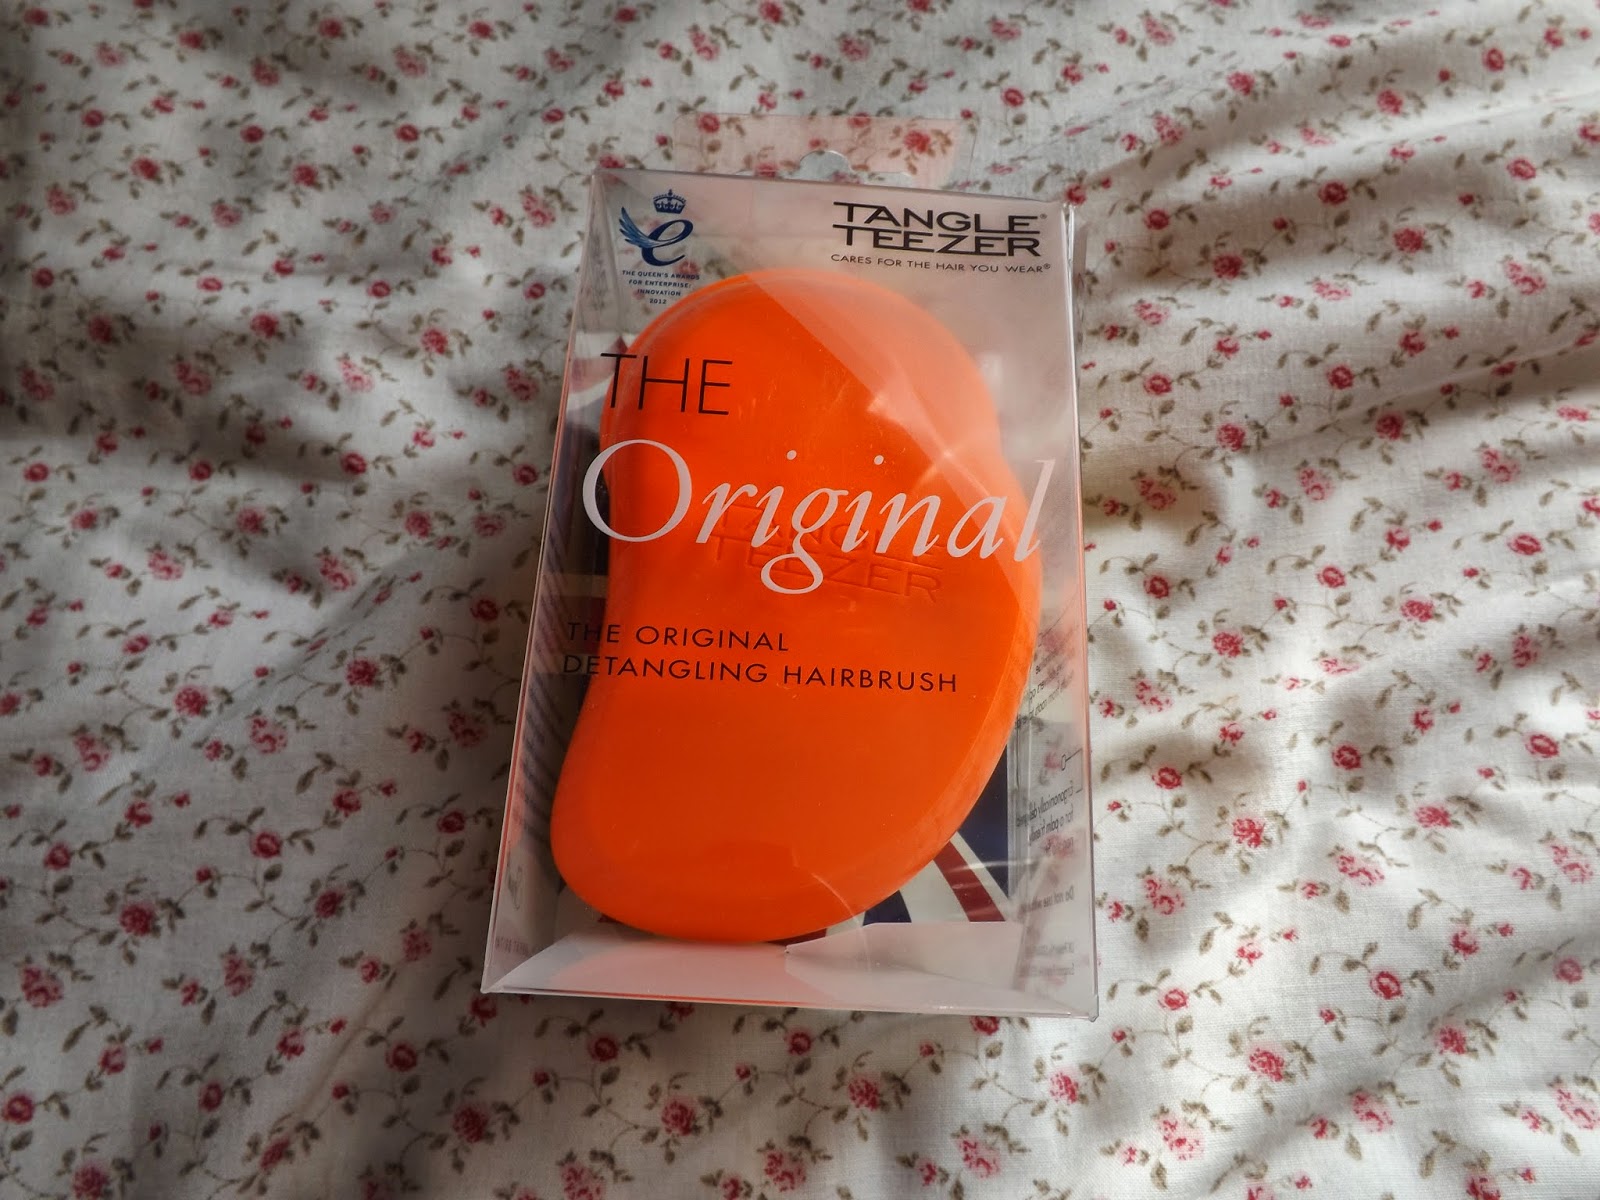 THE QUEEN'S AWARDS
FOR ENTERPRISE:
INNOVATION
2012
TANGLE
TEEZER®
CARES FOR THE HAIR YOU WEAR®
THE
Original
TANGLE
TEEZER
THE ORIGINAL
DETANGLING HAIRBRUSH